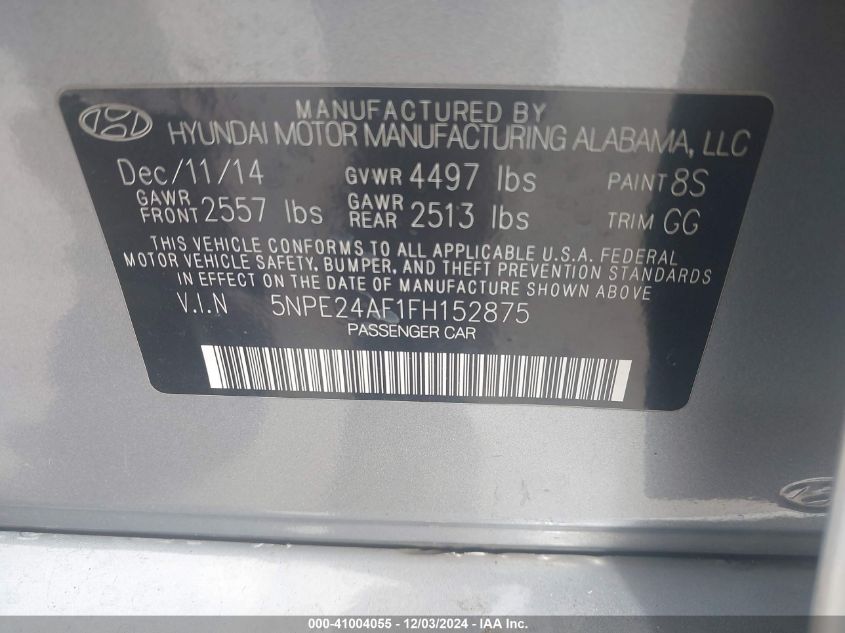 MANUFACTURED BY
HYUNDAI MOTOR MANUFACTURING ALABAMA, LLC
Dec/11/14 GVWR 4497 lbs PAINT 8S
GAWR FRONT 2557 lbs GAWR REAR 2513 lbs TRIM GG
THIS VEHICLE CONFORMS TO ALL APPLICABLE U.S.A. FEDERAL
MOTOR VEHICLE SAFETY, BUMPER, AND THEFT PREVENTION STANDARDS
IN EFFECT ON THE DATE OF MANUFACTURE SHOWN ABOVE.
V.I.N 5NPE24AF1FH152875
PASSENGER CAR
000-41004055 - 12/03/2024 - IAA Inc.